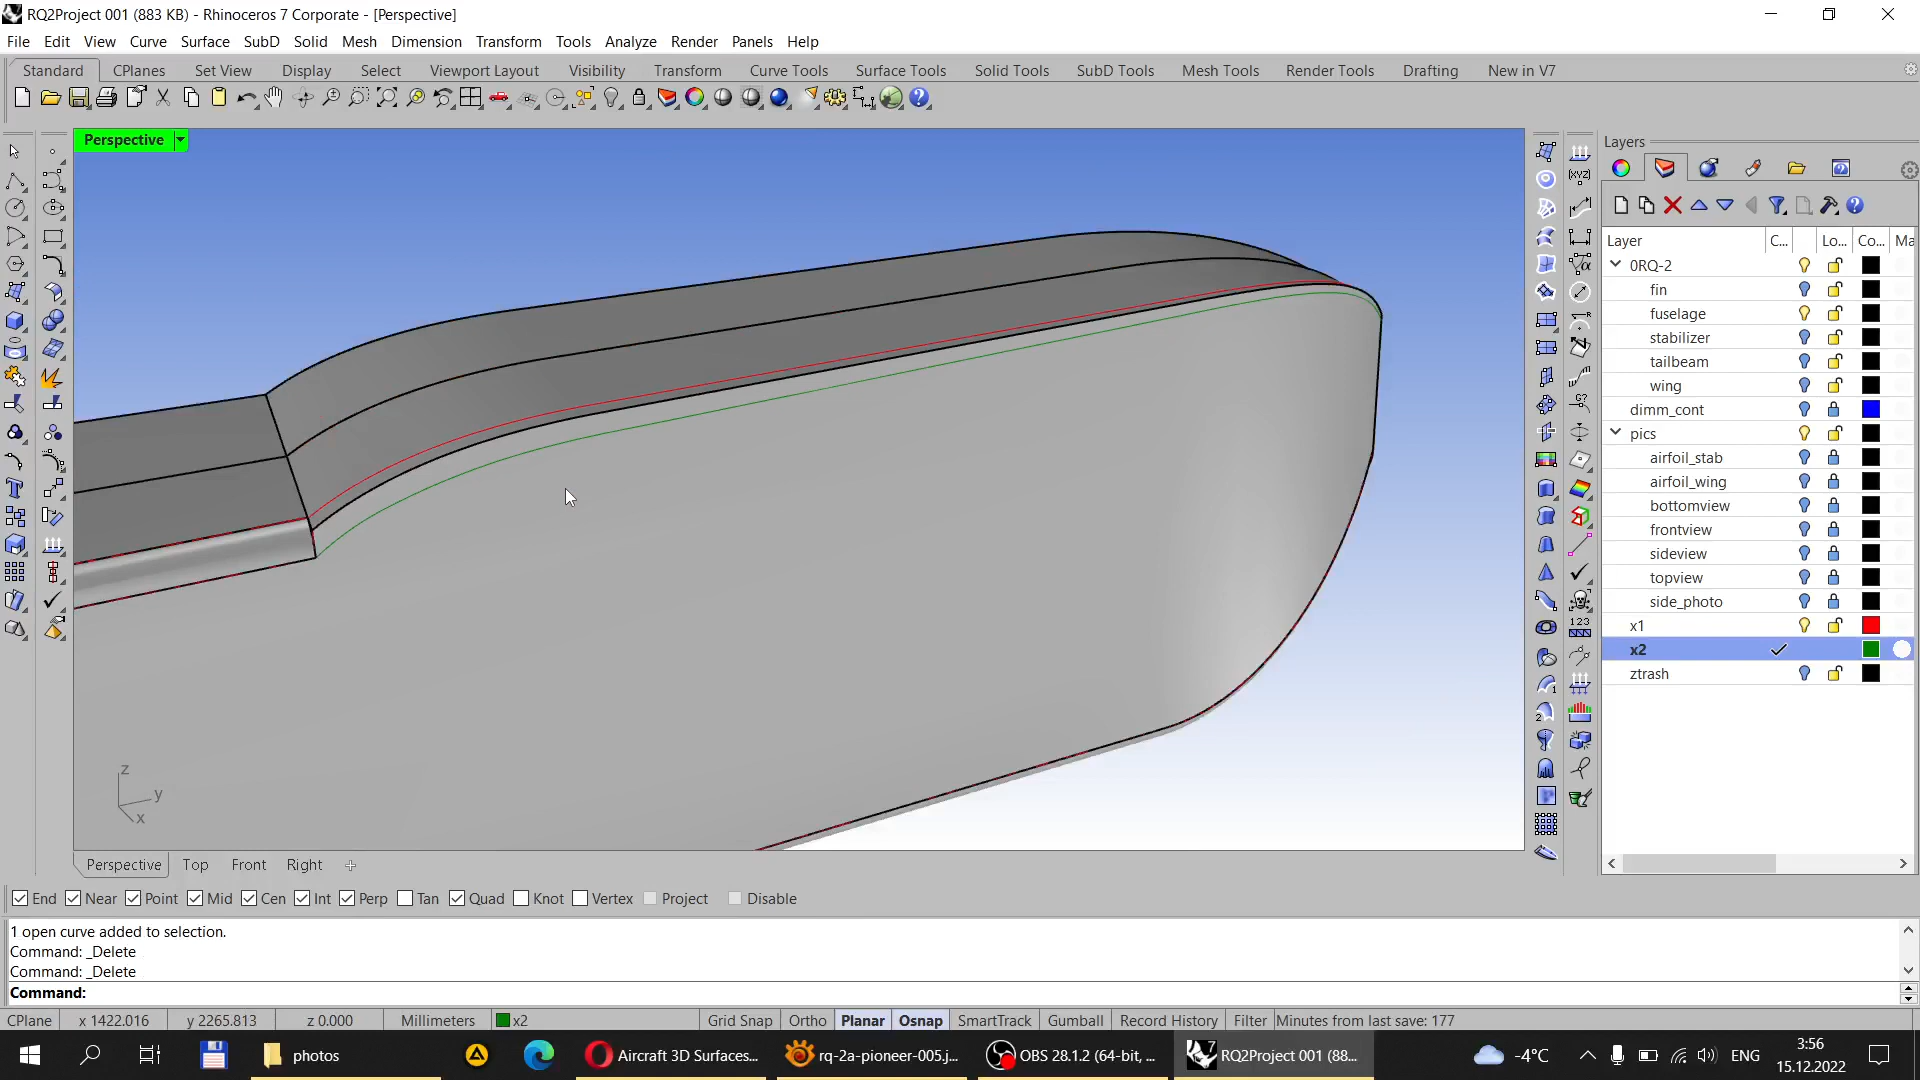 RQ2Project 001 (883 KB) - Rhinoceros 7 Corporate - [Perspective]
File Edit View Curve Surface SubD Solid Mesh Dimension Transform Tools Analyze Render Panels Help
Standard CPlanes Set View Display Select Viewport Layout Visibility Transform Curve Tools Surface Tools Solid Tools SubD Tools Mesh Tools Render Tools Drafting New in V7
Perspective
Layers
Layer C... Lo... Co... Ma
0RQ-2
fin
fuselage
stabilizer
tailbeam
wing
dimm_cont
pics
airfoil_stab
airfoil_wing
bottomview
frontview
sideview
topview
side_photo
x1
x2
ztrash
z
y
x
Perspective Top Front Right
End Near Point Mid Cen Int Perp Tan Quad Knot Vertex Project Disable
1 open curve added to selection.
Command: _Delete
Command: _Delete
Command:
CPlane x 1422.016 y 2265.813 z 0.000 Millimeters x2 Grid Snap Ortho Planar Osnap SmartTrack Gumball Record History Filter Minutes from last save: 177
photos Aircraft 3D Surfaces... rq-2a-pioneer-005.j... OBS 28.1.2 (64-bit, ... RQ2Project 001 (88... -4°C ENG
3:56
15.12.2022